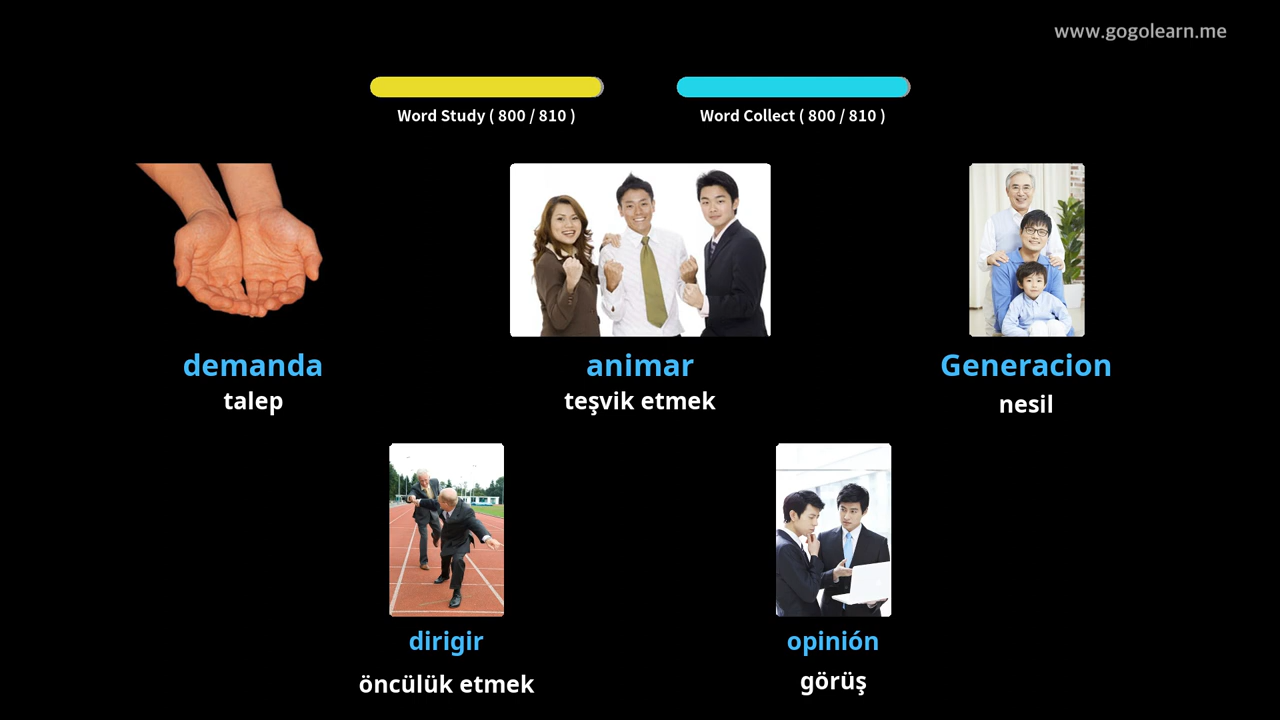 www.gogolearn.me
Word Study ( 800 / 810 )
Word Collect ( 800 / 810 )
demanda
talep
animar
teşvik etmek
Generacion
nesil
dirigir
öncülük etmek
opinión
görüş